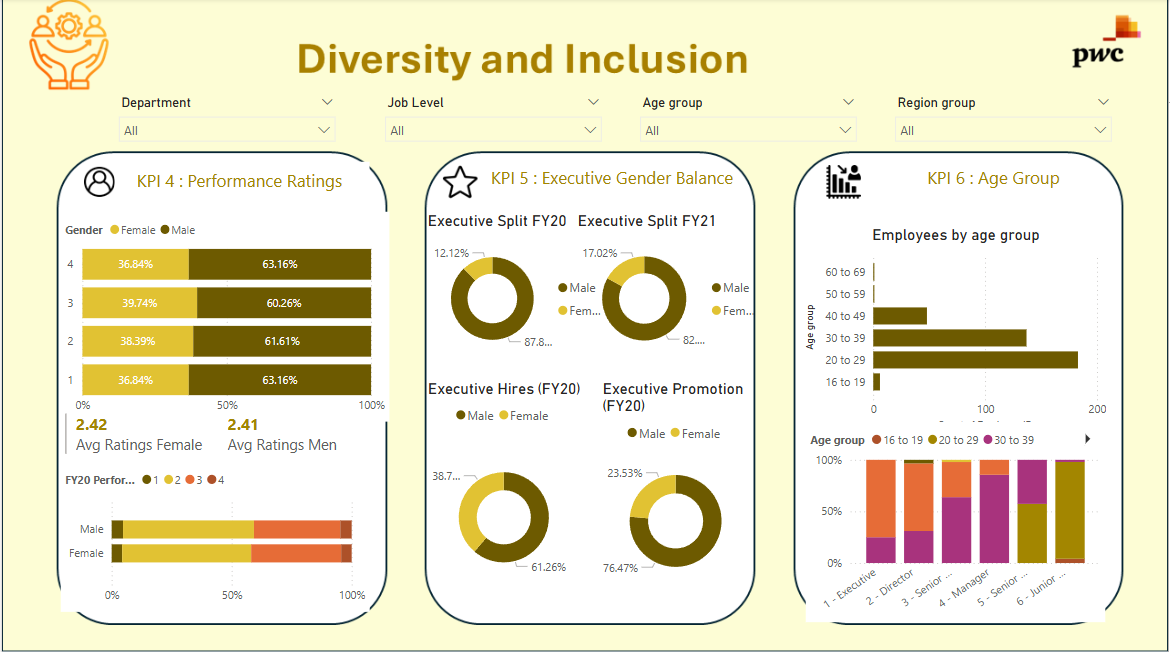 Diversity and Inclusion
pwc
Department
Job Level
Age group
Region group
All
All
All
All
KPI 4 : Performance Ratings
Gender Female Male
4 36.84% 63.16%
3 39.74% 60.26%
2 38.39% 61.61%
1 36.84% 63.16%
0% 50% 100%
2.42 2.41
Avg Ratings Female Avg Ratings Men
FY20 Perfor... 1 2 3 4
Male
Female
0% 50% 100%
KPI 5 : Executive Gender Balance
Executive Split FY20
12.12%
Male
Fem...
87.8...
Executive Split FY21
17.02%
Male
Fem...
82....
Executive Hires (FY20)
Male Female
38.7...
61.26%
Executive Promotion
(FY20)
Male Female
23.53%
76.47%
KPI 6 : Age Group
Employees by age group
Age group
60 to 69
50 to 59
40 to 49
30 to 39
20 to 29
16 to 19
0 100 200
Age group 16 to 19 20 to 29 30 to 39
100%
50%
0%
1 - Executive
2 - Director
3 - Senior ...
4 - Manager
5 - Senior ...
6 - Junior ...